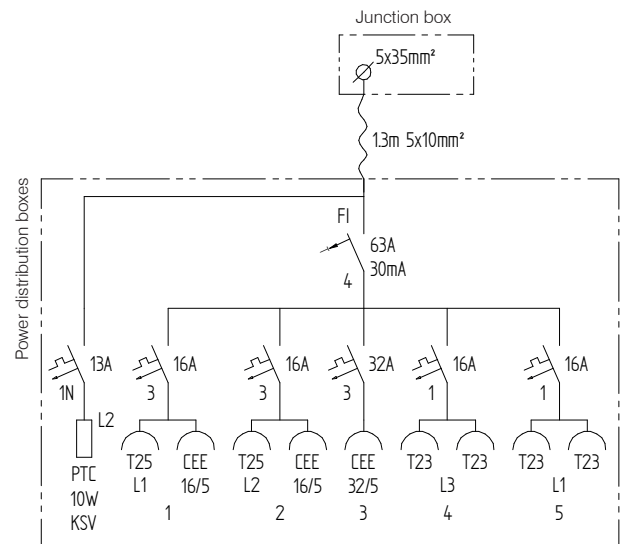 Junction box
5x35mm²
1.3m 5x10mm²
Power distribution boxes
FI
63A
30mA
4
13A
1N
16A
3
16A
3
32A
3
16A
1
16A
1
L2
PTC
10W
KSV
T25
L1
CEE
16/5
1
T25
L2
CEE
16/5
2
CEE
32/5
3
T23 T23
L3
4
T23 T23
L1
5